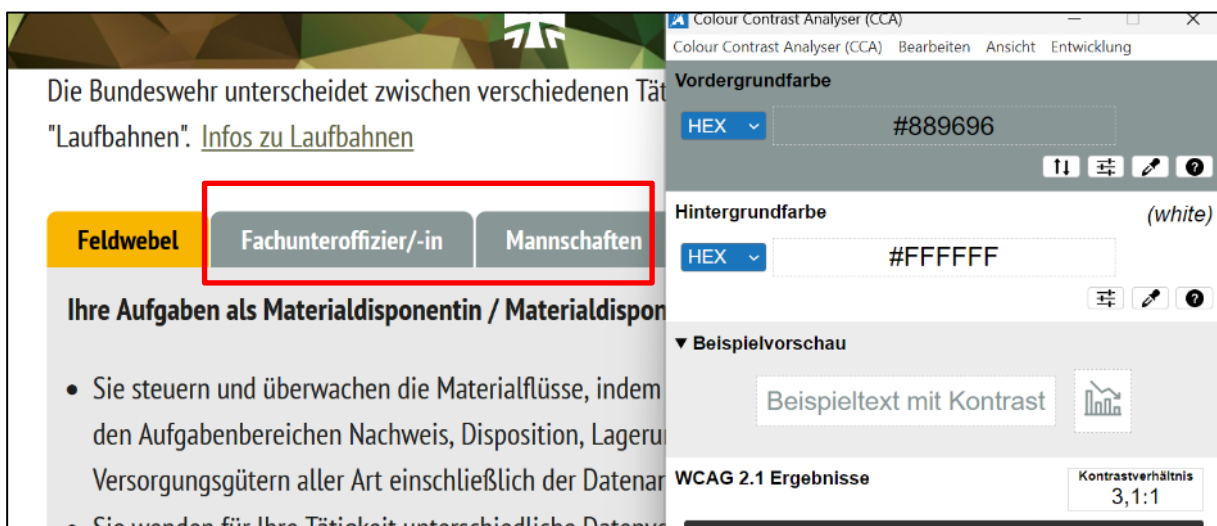 Die Bundeswehr unterscheidet zwischen verschiedenen Tät
"Laufbahnen". Infos zu Laufbahnen
Feldwebel
Fachunteroffizier/-in
Mannschaften
Ihre Aufgaben als Materialdisponentin / Materialdispon
• Sie steuern und überwachen die Materialflüsse, indem
den Aufgabenbereichen Nachweis, Disposition, Lageru
Versorgungsgütern aller Art einschließlich der Datenar
Colour Contrast Analyser (CCA)
Colour Contrast Analyser (CCA) Bearbeiten Ansicht Entwicklung
Vordergrundfarbe
HEX
#889696
Hintergrundfarbe
(white)
HEX
#FFFFFF
▼ Beispielvorschau
Beispieltext mit Kontrast
WCAG 2.1 Ergebnisse
Kontrastverhältnis
3,1:1